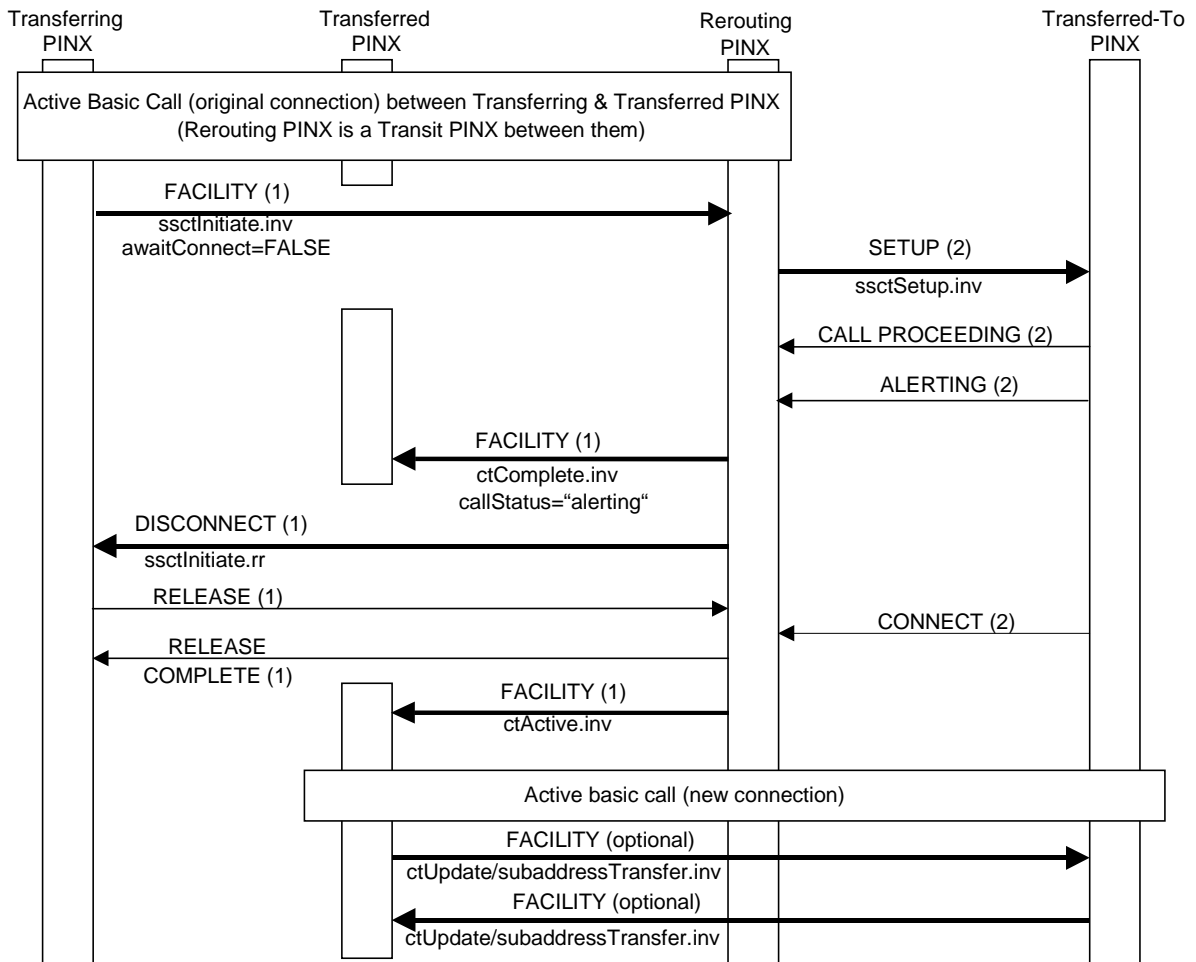 Transferring
PINX
Transferred
PINX
Rerouting
PINX
Transferred-To
PINX
Active Basic Call (original connection) between Transferring & Transferred PINX
(Rerouting PINX is a Transit PINX between them)
FACILITY (1)
ssctInitiate.inv
awaitConnect=FALSE
SETUP (2)
ssctSetup.inv
CALL PROCEEDING (2)
ALERTING (2)
FACILITY (1)
ctComplete.inv
callStatus=“alerting“
DISCONNECT (1)
ssctInitiate.rr
RELEASE (1)
CONNECT (2)
RELEASE
COMPLETE (1)
FACILITY (1)
ctActive.inv
Active basic call (new connection)
FACILITY (optional)
ctUpdate/subaddressTransfer.inv
FACILITY (optional)
ctUpdate/subaddressTransfer.inv